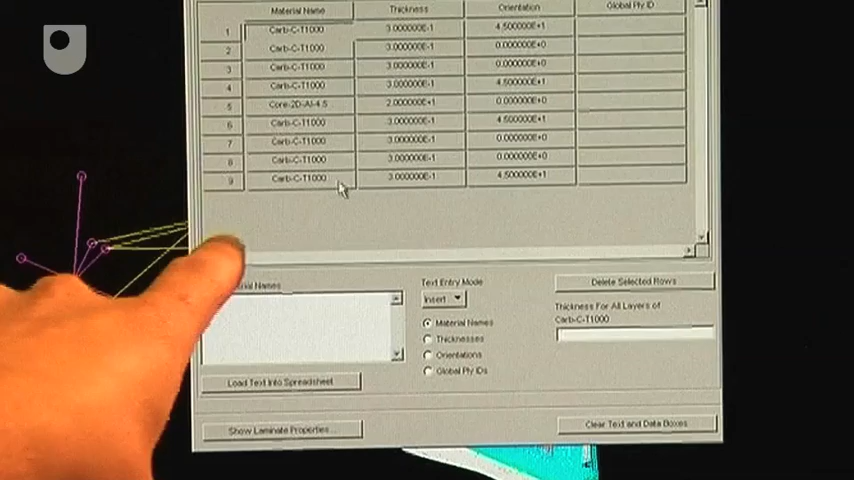 Material Name Thickness Orientation Global Ply ID
1 Carb-C-T1000 3.000000E-1 4.500000E+1
2 Carb-C-T1000 3.000000E-1 0.000000E+0
3 Carb-C-T1000 3.000000E-1 0.000000E+0
4 Carb-C-T1000 3.000000E-1 4.500000E+1
5 Core-2D-Al-4.5 2.000000E+1 0.000000E+0
6 Carb-C-T1000 3.000000E-1 4.500000E+1
7 Carb-C-T1000 3.000000E-1 0.000000E+0
8 Carb-C-T1000 3.000000E-1 0.000000E+0
9 Carb-C-T1000 3.000000E-1 4.500000E+1
Names
Text Entry Mode
Insert
Material Names
Thicknesses
Orientations
Global Ply IDs
Delete Selected Rows
Thickness For All Layers of
Carb-C-T1000
Load Text Into Spreadsheet
Show Laminate Properties...
Clear Text and Data Boxes